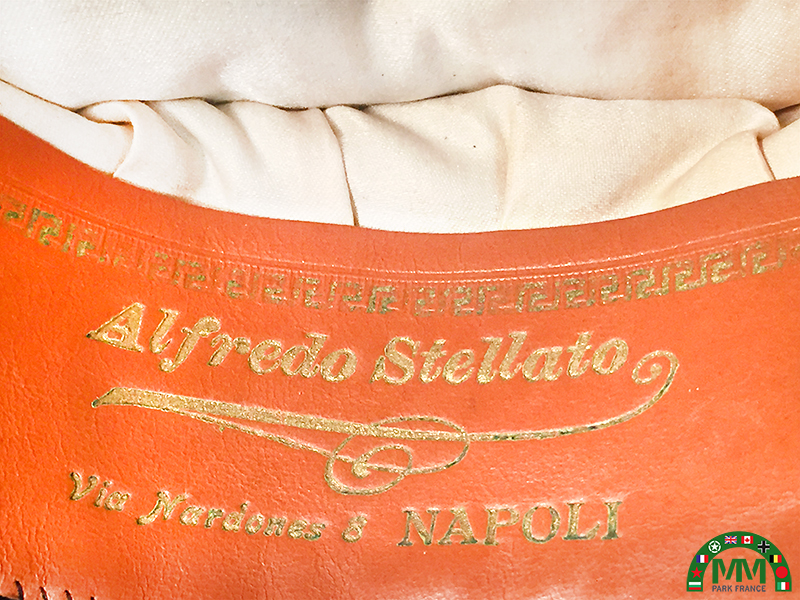 Alfredo Stellato
Via Nardones 8 NAPOLI
MM
PARK FRANCE